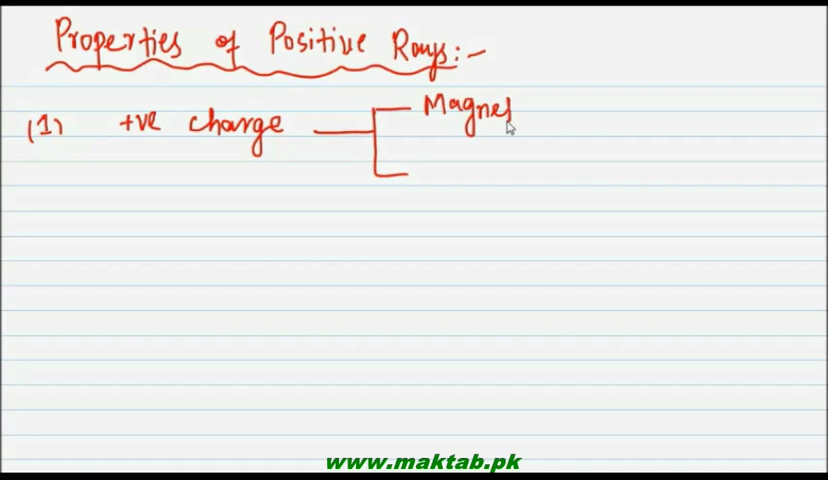 Properties of Positive Rays:-
(1) +ve charge Magnet
www.maktab.pk